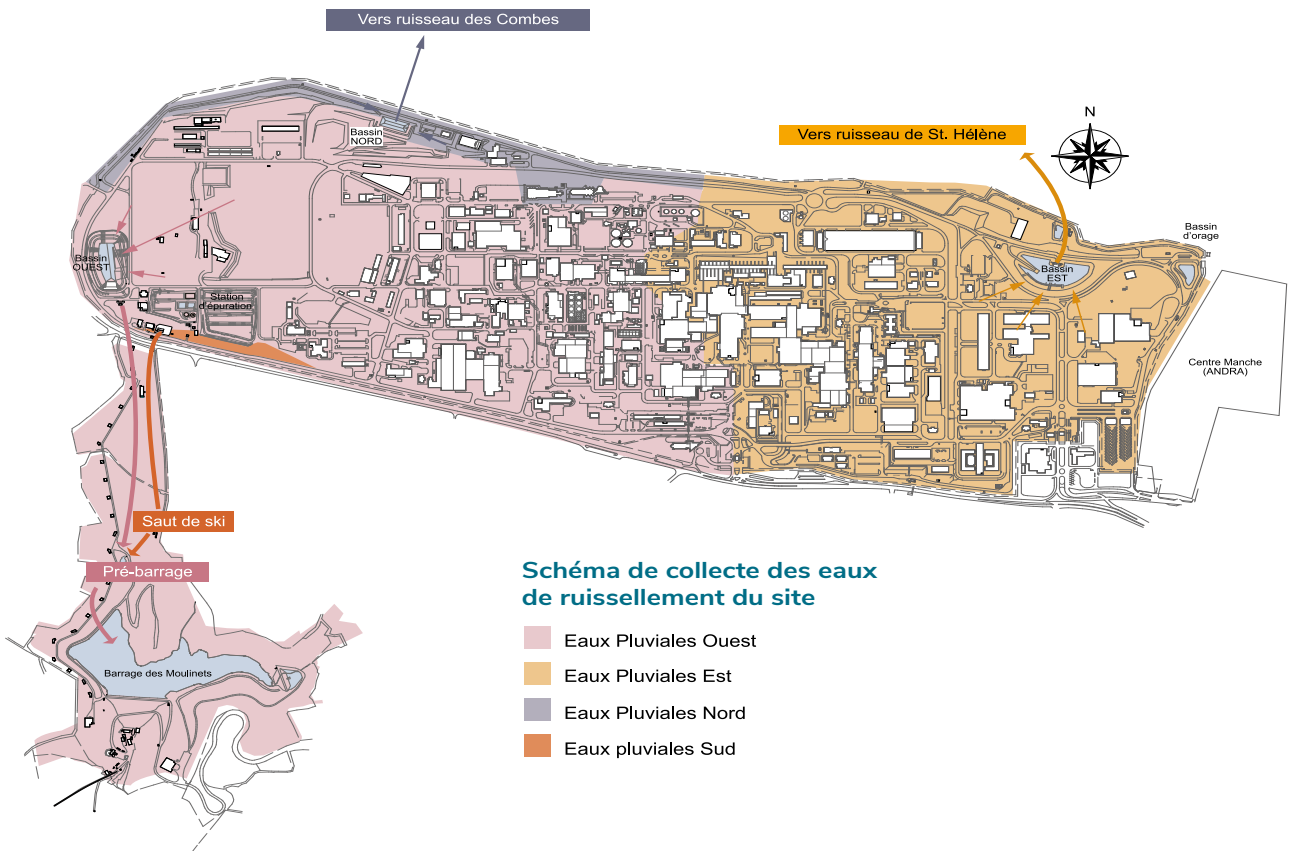 Vers ruisseau des Combes
N
Vers ruisseau de St. Hélène
Bassin
NORD
Bassin
d'orage
Bassin
OUEST
Bassin
EST
Station
d'épuration
Centre Manche
(ANDRA)
Saut de ski
Pré-barrage
Barrage des Moulinets
Schéma de collecte des eaux
de ruissellement du site
Eaux Pluviales Ouest
Eaux Pluviales Est
Eaux Pluviales Nord
Eaux pluviales Sud